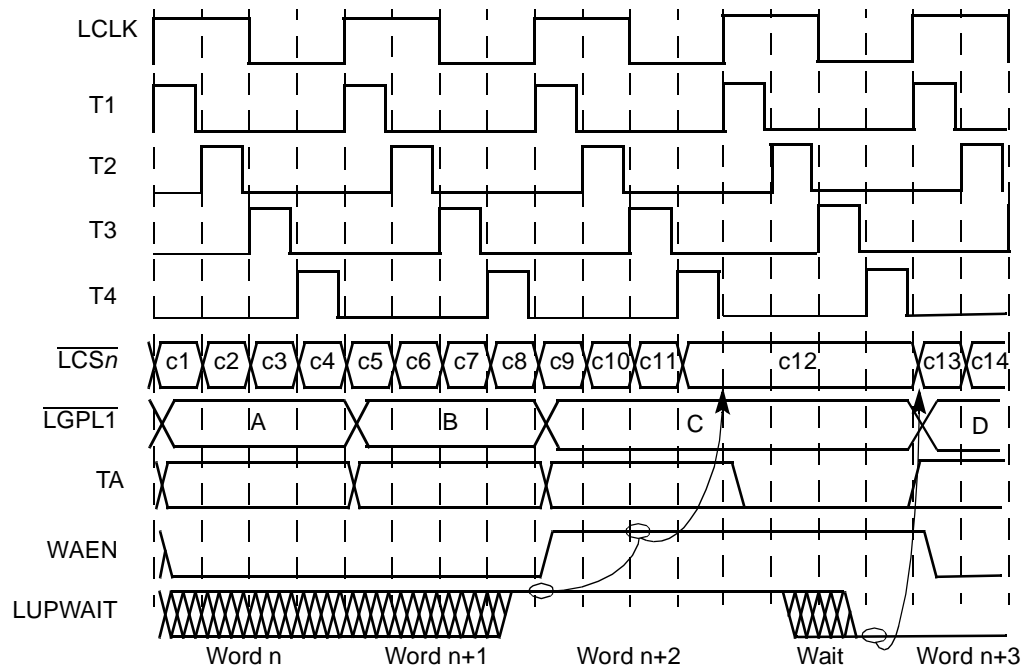 LCLK
T1
T2
T3
T4
LCSn c1 c2 c3 c4 c5 c6 c7 c8 c9 c10 c11 c12 c13 c14
LGPL1 A B C D
TA
WAEN
LUPWAIT
Word n Word n+1 Word n+2 Wait Word n+3